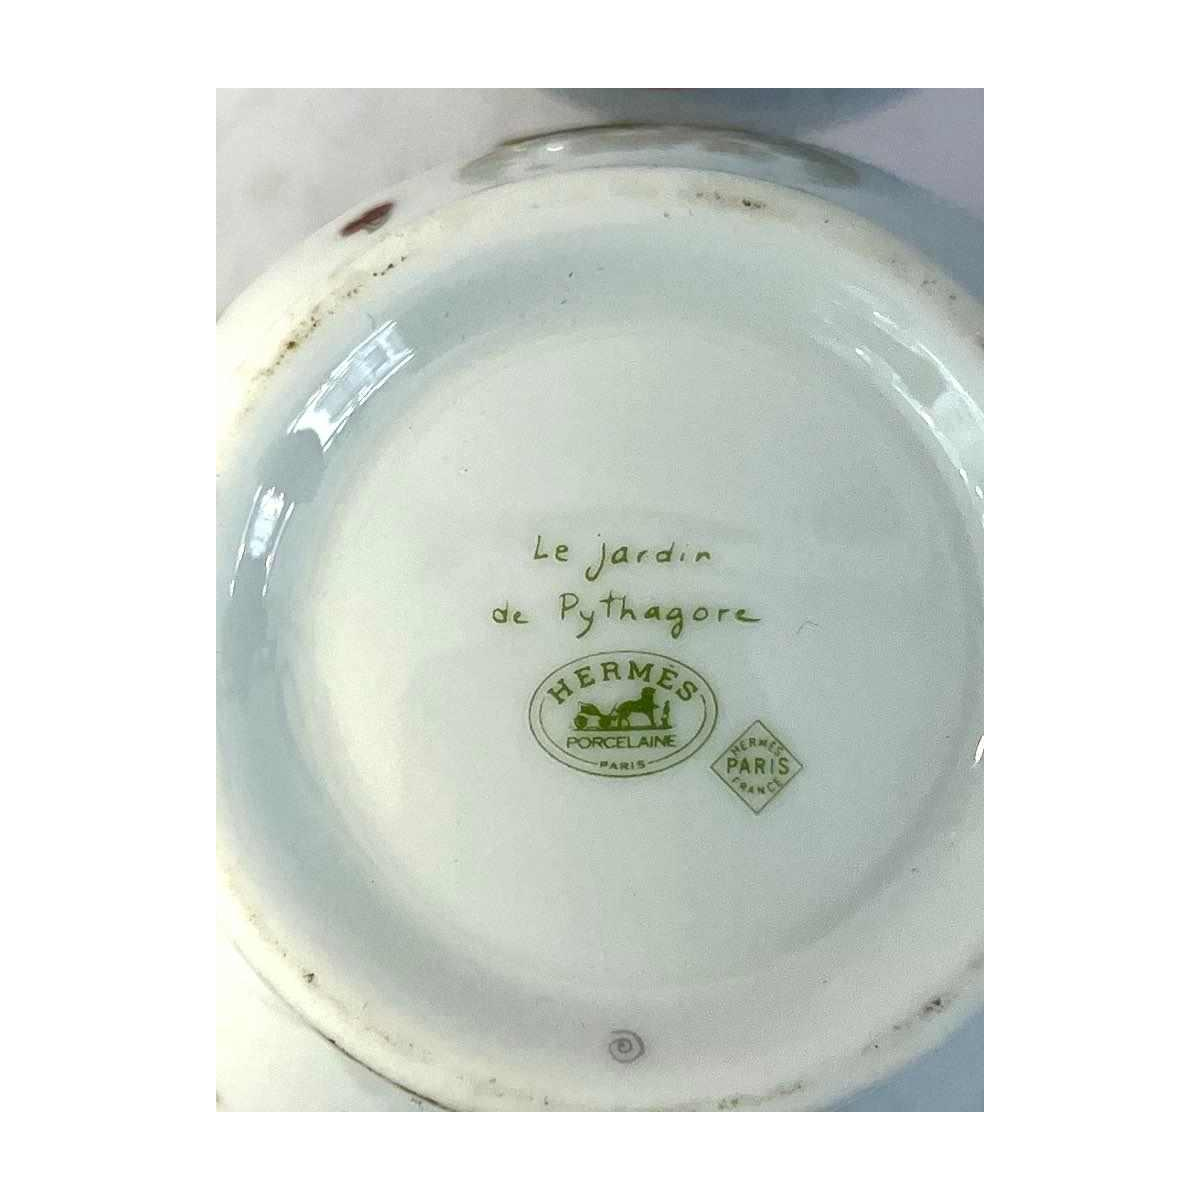 Le jardin
de Pythagore
HERMÈS
PORCELAINE
PARIS
HERMÈS
PARIS
FRANCE